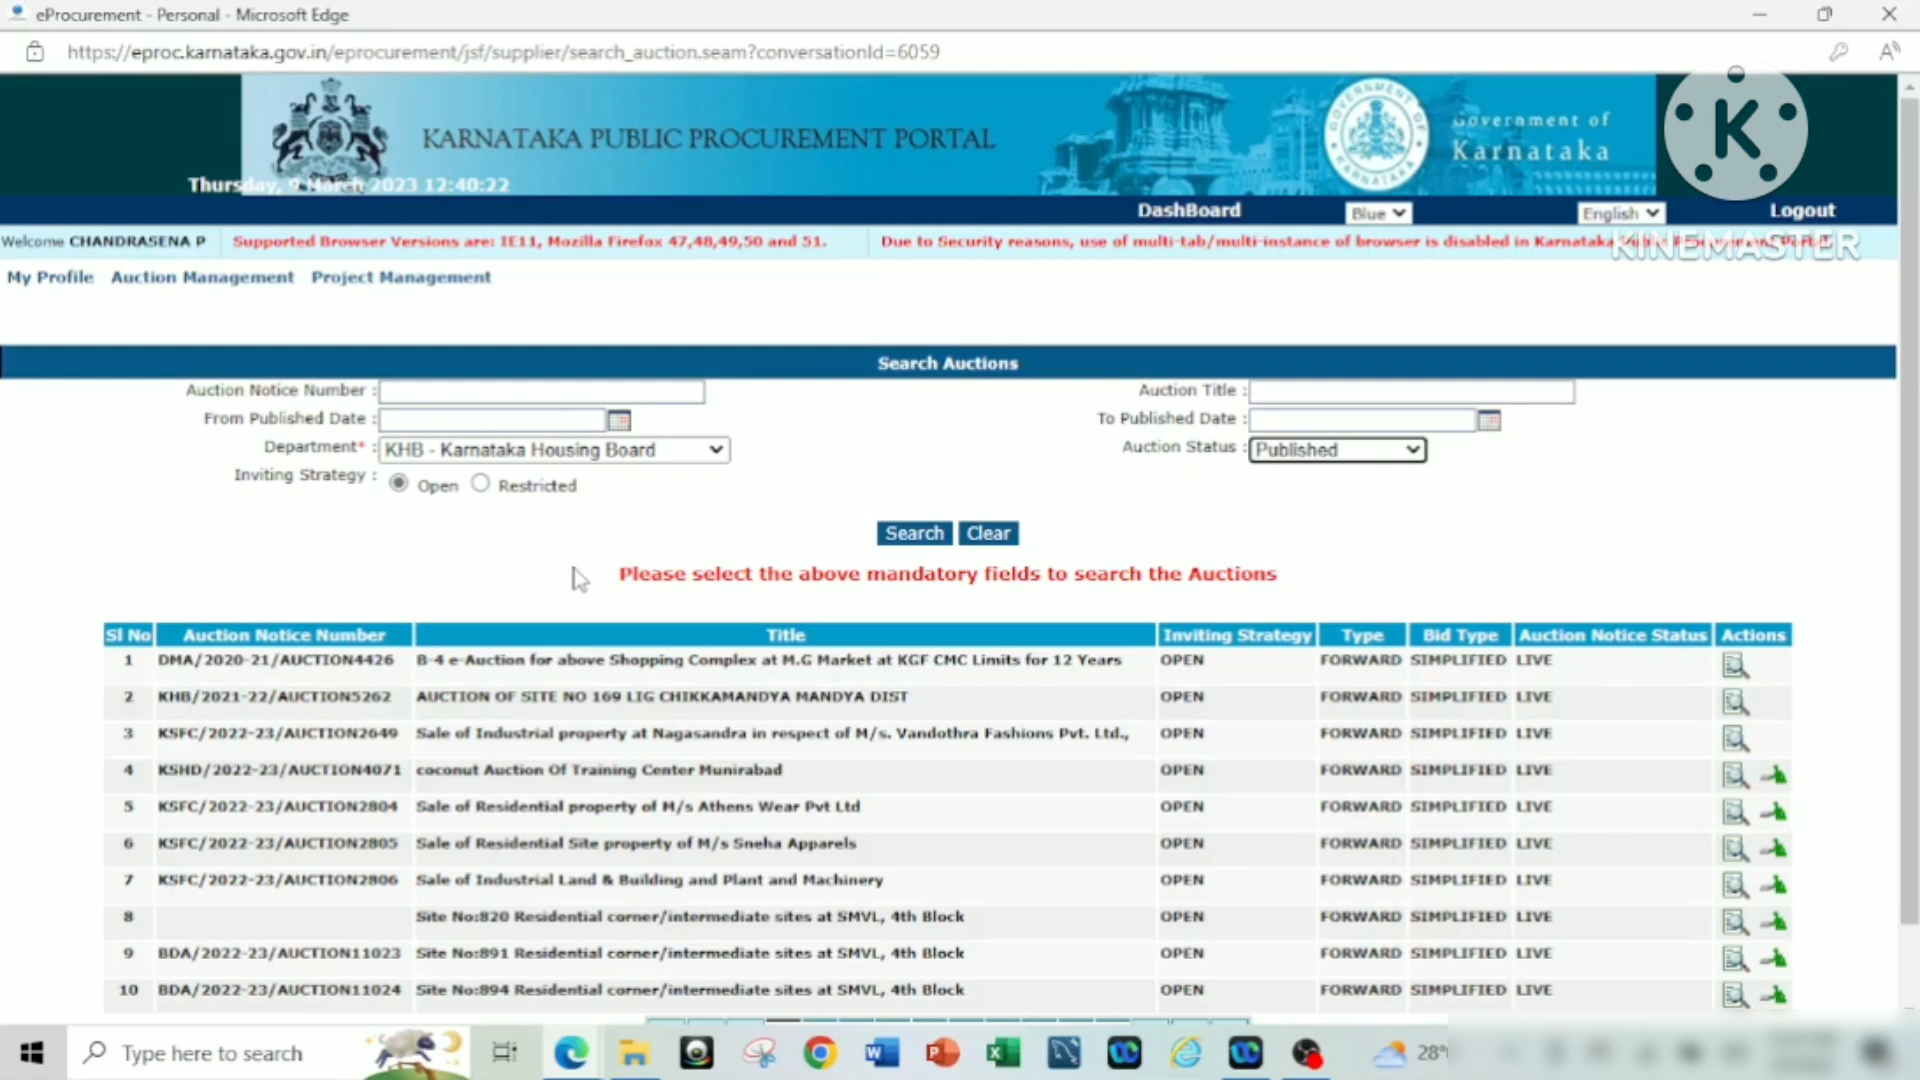 eProcurement - Personal - Microsoft Edge
https://eproc.karnataka.gov.in/eprocurement/jsf/supplier/search_auction.seam?conversationId=6059
KARNATAKA PUBLIC PROCUREMENT PORTAL
GOVERNMENT OF KARNATAKA
Government of
Karnataka
K
Thursday, 9 March 2023 12:40:22
DashBoard Blue English Logout
Welcome CHANDRASENA P Supported Browser Versions are: IE11, Mozilla Firefox 47,48,49,50 and 51. Due to Security reasons, use of multi-tab/multi-instance of browser is disabled in Karnataka Public Procurement Portal.
KINEMASTER
My Profile Auction Management Project Management
Search Auctions
Auction Notice Number : Auction Title :
From Published Date : To Published Date :
Department* : KHB - Karnataka Housing Board Auction Status : Published
Inviting Strategy : Open Restricted
Search Clear
Please select the above mandatory fields to search the Auctions
Sl No Auction Notice Number Title Inviting Strategy Type Bid Type Auction Notice Status Actions
1 DMA/2020-21/AUCTION4426 B-4 e-Auction for above Shopping Complex at M.G Market at KGF CMC Limits for 12 Years OPEN FORWARD SIMPLIFIED LIVE
2 KHB/2021-22/AUCTION5262 AUCTION OF SITE NO 169 LIG CHIKKAMANDYA MANDYA DIST OPEN FORWARD SIMPLIFIED LIVE
3 KSFC/2022-23/AUCTION2649 Sale of Industrial property at Nagasandra in respect of M/s. Vandothra Fashions Pvt. Ltd., OPEN FORWARD SIMPLIFIED LIVE
4 KSHD/2022-23/AUCTION4071 coconut Auction Of Training Center Munirabad OPEN FORWARD SIMPLIFIED LIVE
5 KSFC/2022-23/AUCTION2804 Sale of Residential property of M/s Athens Wear Pvt Ltd OPEN FORWARD SIMPLIFIED LIVE
6 KSFC/2022-23/AUCTION2805 Sale of Residential Site property of M/s Sneha Apparels OPEN FORWARD SIMPLIFIED LIVE
7 KSFC/2022-23/AUCTION2806 Sale of Industrial Land & Building and Plant and Machinery OPEN FORWARD SIMPLIFIED LIVE
8 Site No:820 Residential corner/intermediate sites at SMVL, 4th Block OPEN FORWARD SIMPLIFIED LIVE
9 BDA/2022-23/AUCTION11023 Site No:891 Residential corner/intermediate sites at SMVL, 4th Block OPEN FORWARD SIMPLIFIED LIVE
10 BDA/2022-23/AUCTION11024 Site No:894 Residential corner/intermediate sites at SMVL, 4th Block OPEN FORWARD SIMPLIFIED LIVE
Type here to search 28°